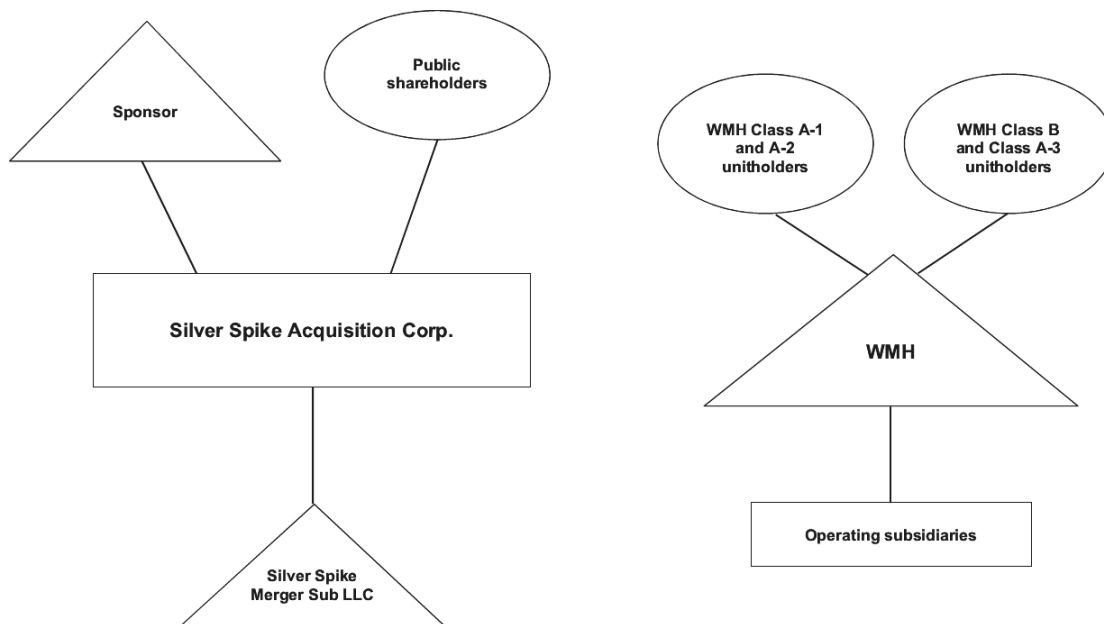 Sponsor
Public
shareholders
Silver Spike Acquisition Corp.
Silver Spike
Merger Sub LLC
WMH Class A-1
and A-2
unitholders
WMH Class B
and Class A-3
unitholders
WMH
Operating subsidiaries